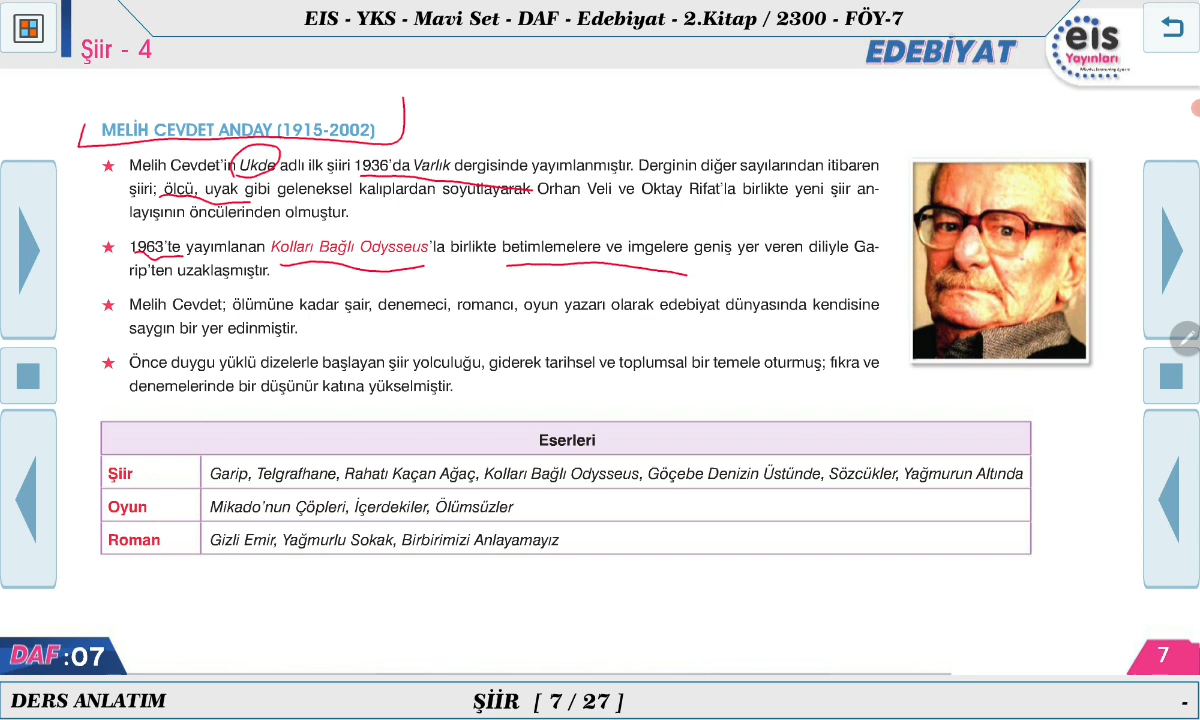 EIS - YKS - Mavi Set - DAF - Edebiyat - 2.Kitap / 2300 - FÖY-7
Şiir - 4
EDEBİYAT
eis
Yayınları
MELİH CEVDET ANDAY (1915-2002)
★ Melih Cevdet'in Ukde adlı ilk şiiri 1936'da Varlık dergisinde yayımlanmıştır. Derginin diğer sayılarından itibaren
şiiri; ölçü, uyak gibi geleneksel kalıplardan soyutlayarak Orhan Veli ve Oktay Rifat'la birlikte yeni şiir an-
layışının öncülerinden olmuştur.
★ 1963'te yayımlanan Kolları Bağlı Odysseus'la birlikte betimlemelere ve imgelere geniş yer veren diliyle Ga-
rip'ten uzaklaşmıştır.
★ Melih Cevdet; ölümüne kadar şair, denemeci, romancı, oyun yazarı olarak edebiyat dünyasında kendisine
saygın bir yer edinmiştir.
★ Önce duygu yüklü dizelerle başlayan şiir yolculuğu, giderek tarihsel ve toplumsal bir temele oturmuş; fıkra ve
denemelerinde bir düşünür katına yükselmiştir.
Eserleri
Şiir Garip, Telgrafhane, Rahatı Kaçan Ağaç, Kolları Bağlı Odysseus, Göçebe Denizin Üstünde, Sözcükler, Yağmurun Altında
Oyun Mikado'nun Çöpleri, İçerdekiler, Ölümsüzler
Roman Gizli Emir, Yağmurlu Sokak, Birbirimizi Anlayamayız
DAF:07
7
DERS ANLATIM ŞİİR [ 7 / 27 ] -